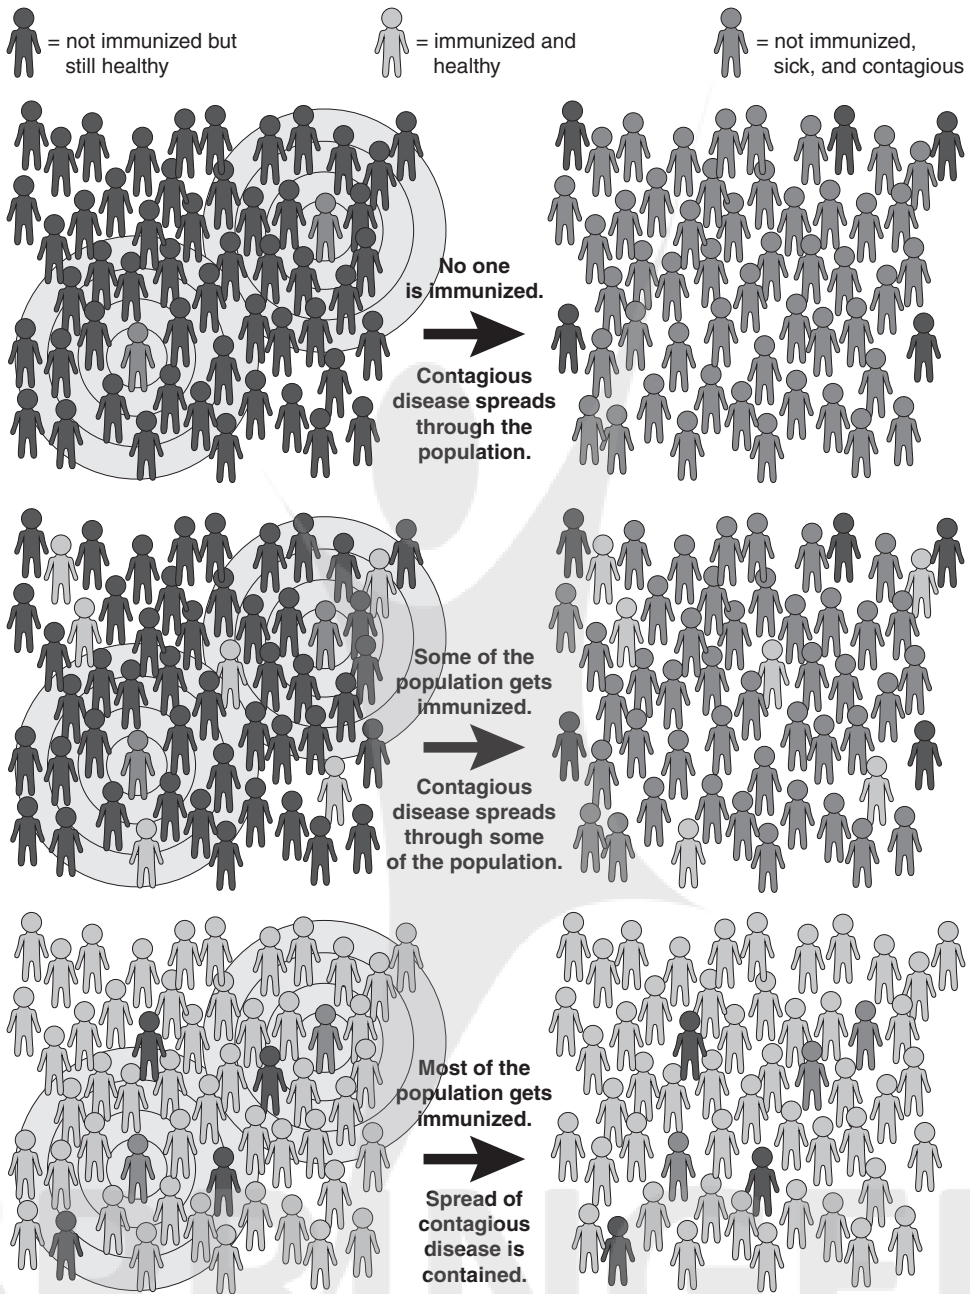 = not immunized but
still healthy
= immunized and
healthy
= not immunized,
sick, and contagious
No one
is immunized.
Contagious
disease spreads
through the
population.
Some of the
population gets
immunized.
Contagious
disease spreads
through some
of the population.
Most of the
population gets
immunized.
Spread of
contagious
disease is
contained.